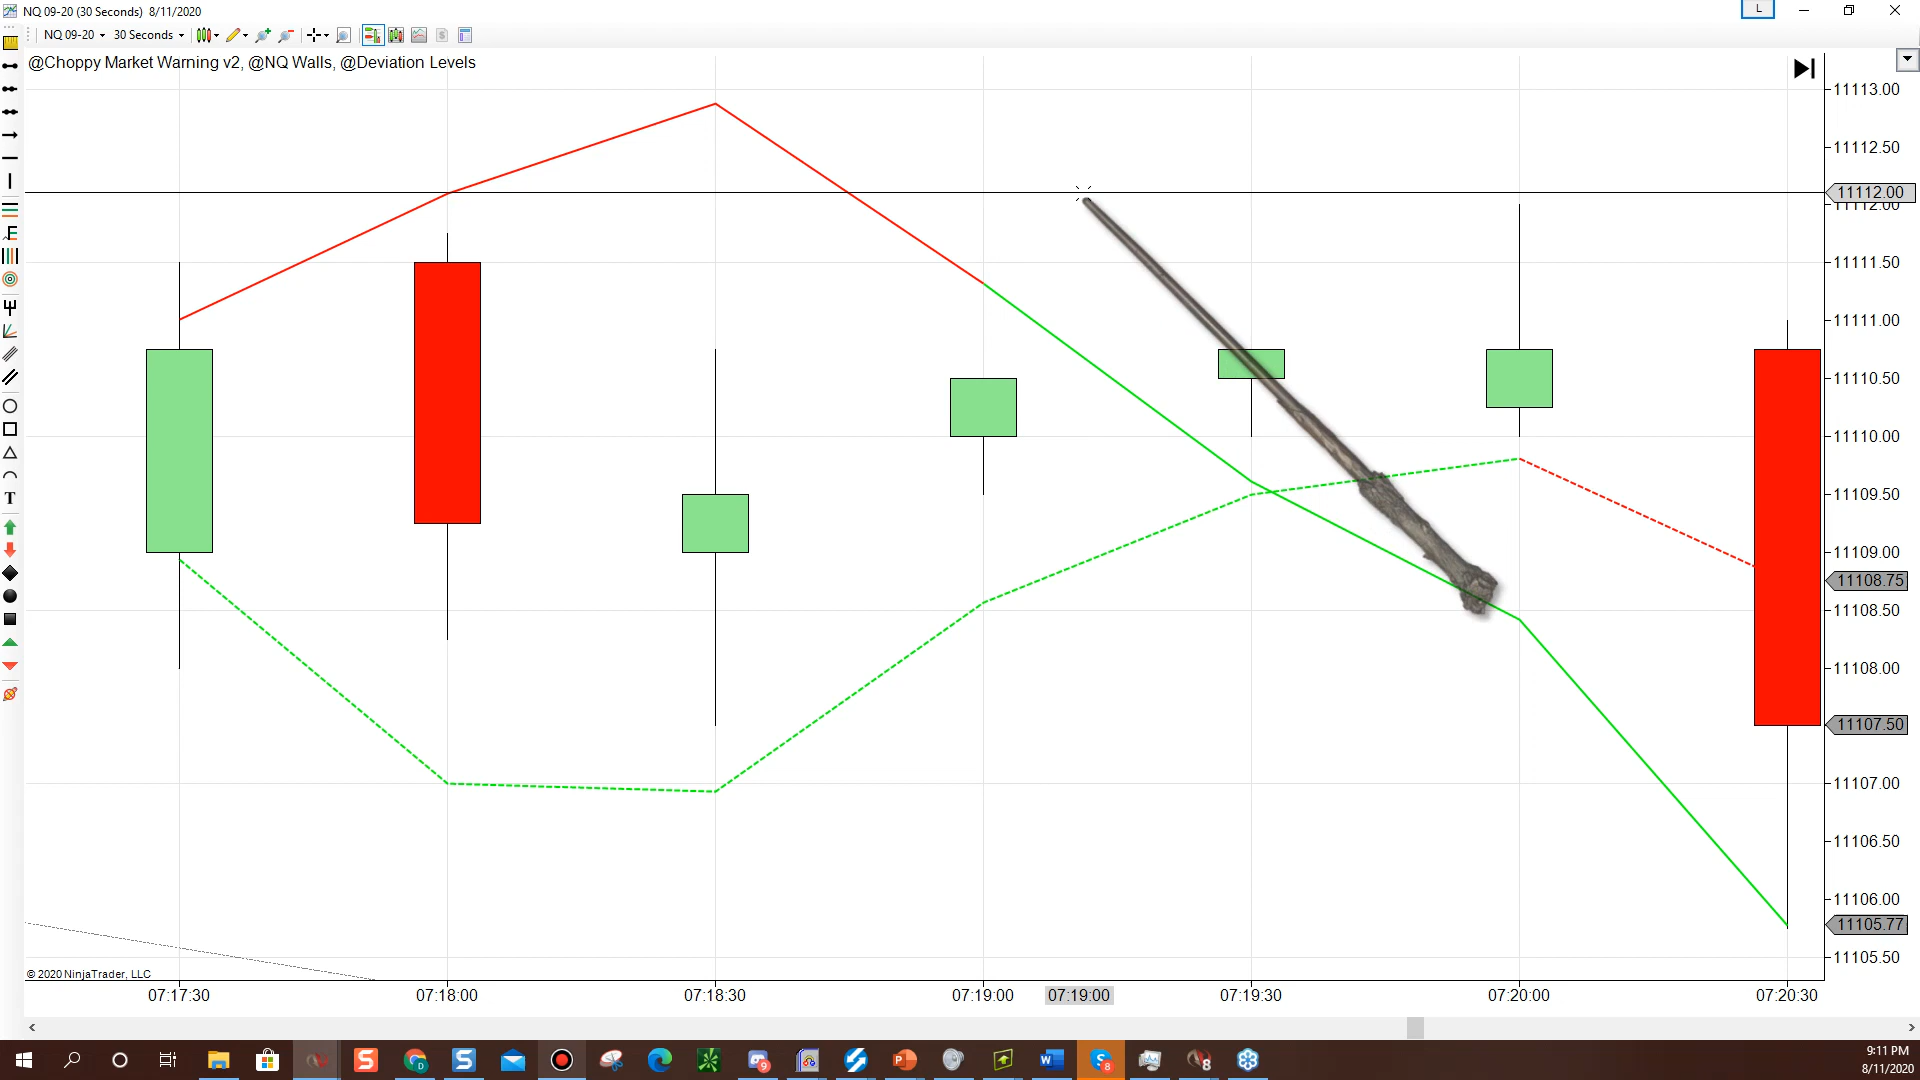 NQ 09-20 (30 Seconds) 8/11/2020
L
NQ 09-20 30 Seconds
@Choppy Market Warning v2, @NQ Walls, @Deviation Levels
11113.00
11112.50
11112.00
11112.00
11111.50
11111.00
11110.50
11110.00
11109.50
11109.00
11108.75
11108.50
11108.00
11107.50
11107.00
11106.50
11106.00
11105.77
11105.50
© 2020 NinjaTrader, LLC
07:17:30 07:18:00 07:18:30 07:19:00 07:19:00 07:19:30 07:20:00 07:20:30
9:11 PM
8/11/2020